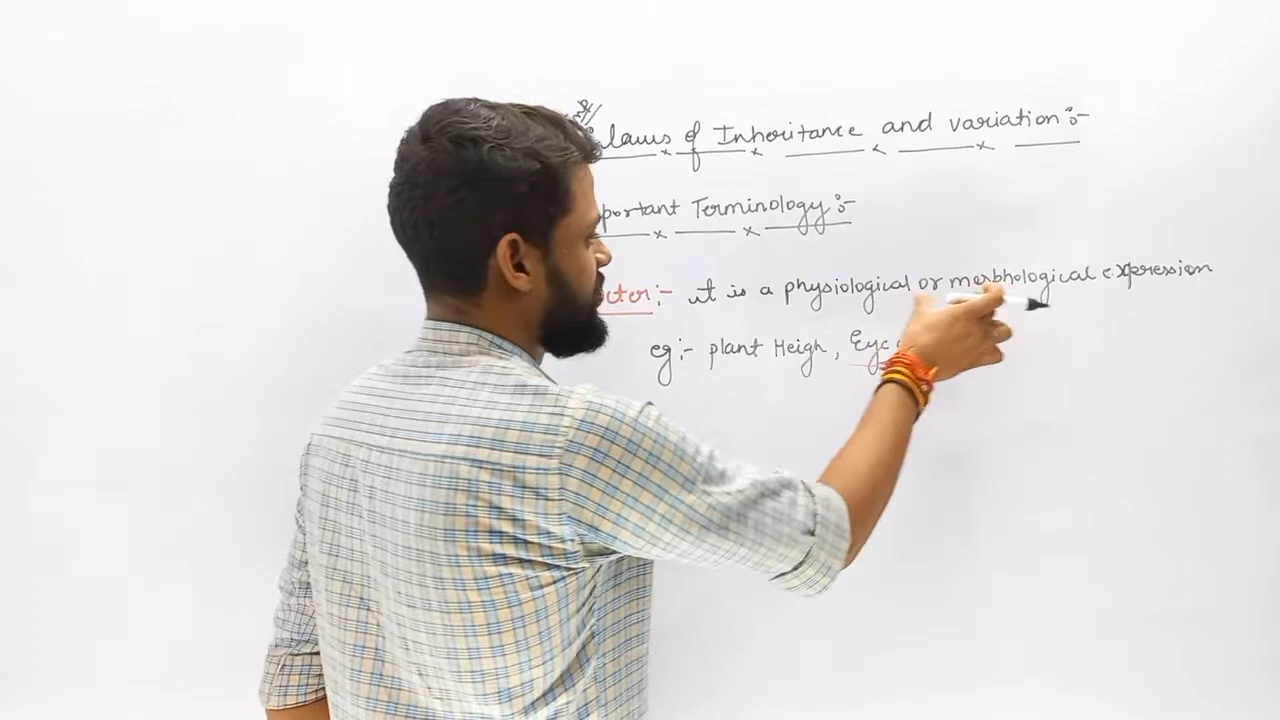 laws of Inheritance and variation :-
portant Terminology :-
cter :- it is a physiological or morphological expression
eg :- plant Heigh, Eye